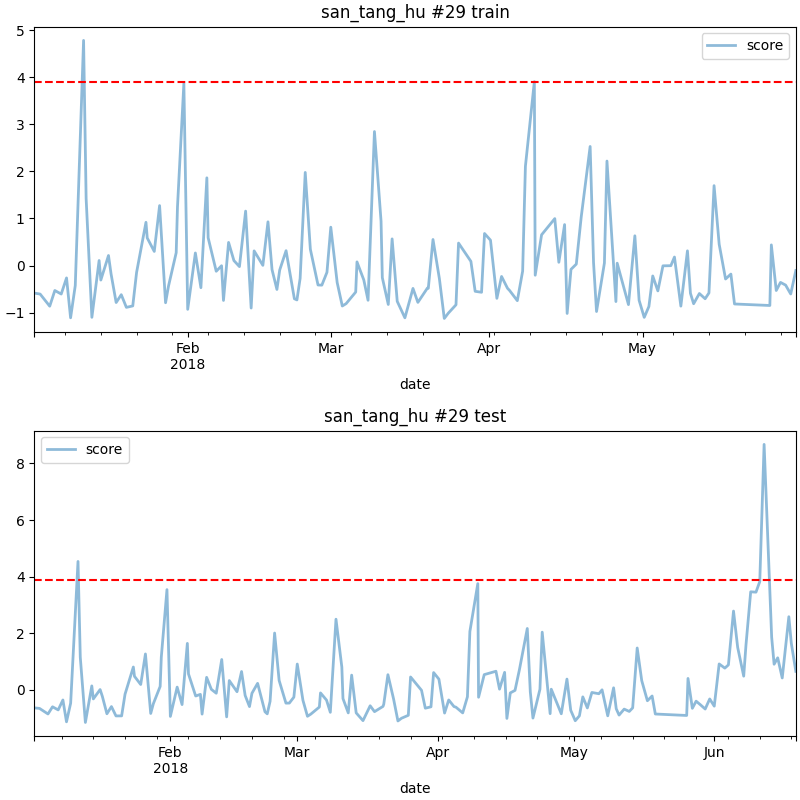 san_tang_hu #29 train
5
4
3
2
1
0
−1
score
Feb
2018
Mar
Apr
May
date
san_tang_hu #29 test
8
6
4
2
0
score
Feb
2018
Mar
Apr
May
Jun
date